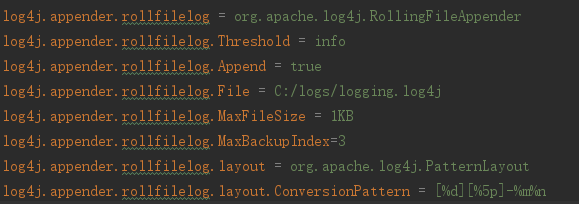 log4j.appender.rollfilelog = org.apache.log4j.RollingFileAppender
log4j.appender.rollfilelog.Threshold = info
log4j.appender.rollfilelog.Append = true
log4j.appender.rollfilelog.File = C:/logs/logging.log4j
log4j.appender.rollfilelog.MaxFileSize = 1KB
log4j.appender.rollfilelog.MaxBackupIndex=3
log4j.appender.rollfilelog.layout = org.apache.log4j.PatternLayout
log4j.appender.rollfilelog.layout.ConversionPattern = [%d][%5p]-%m%n